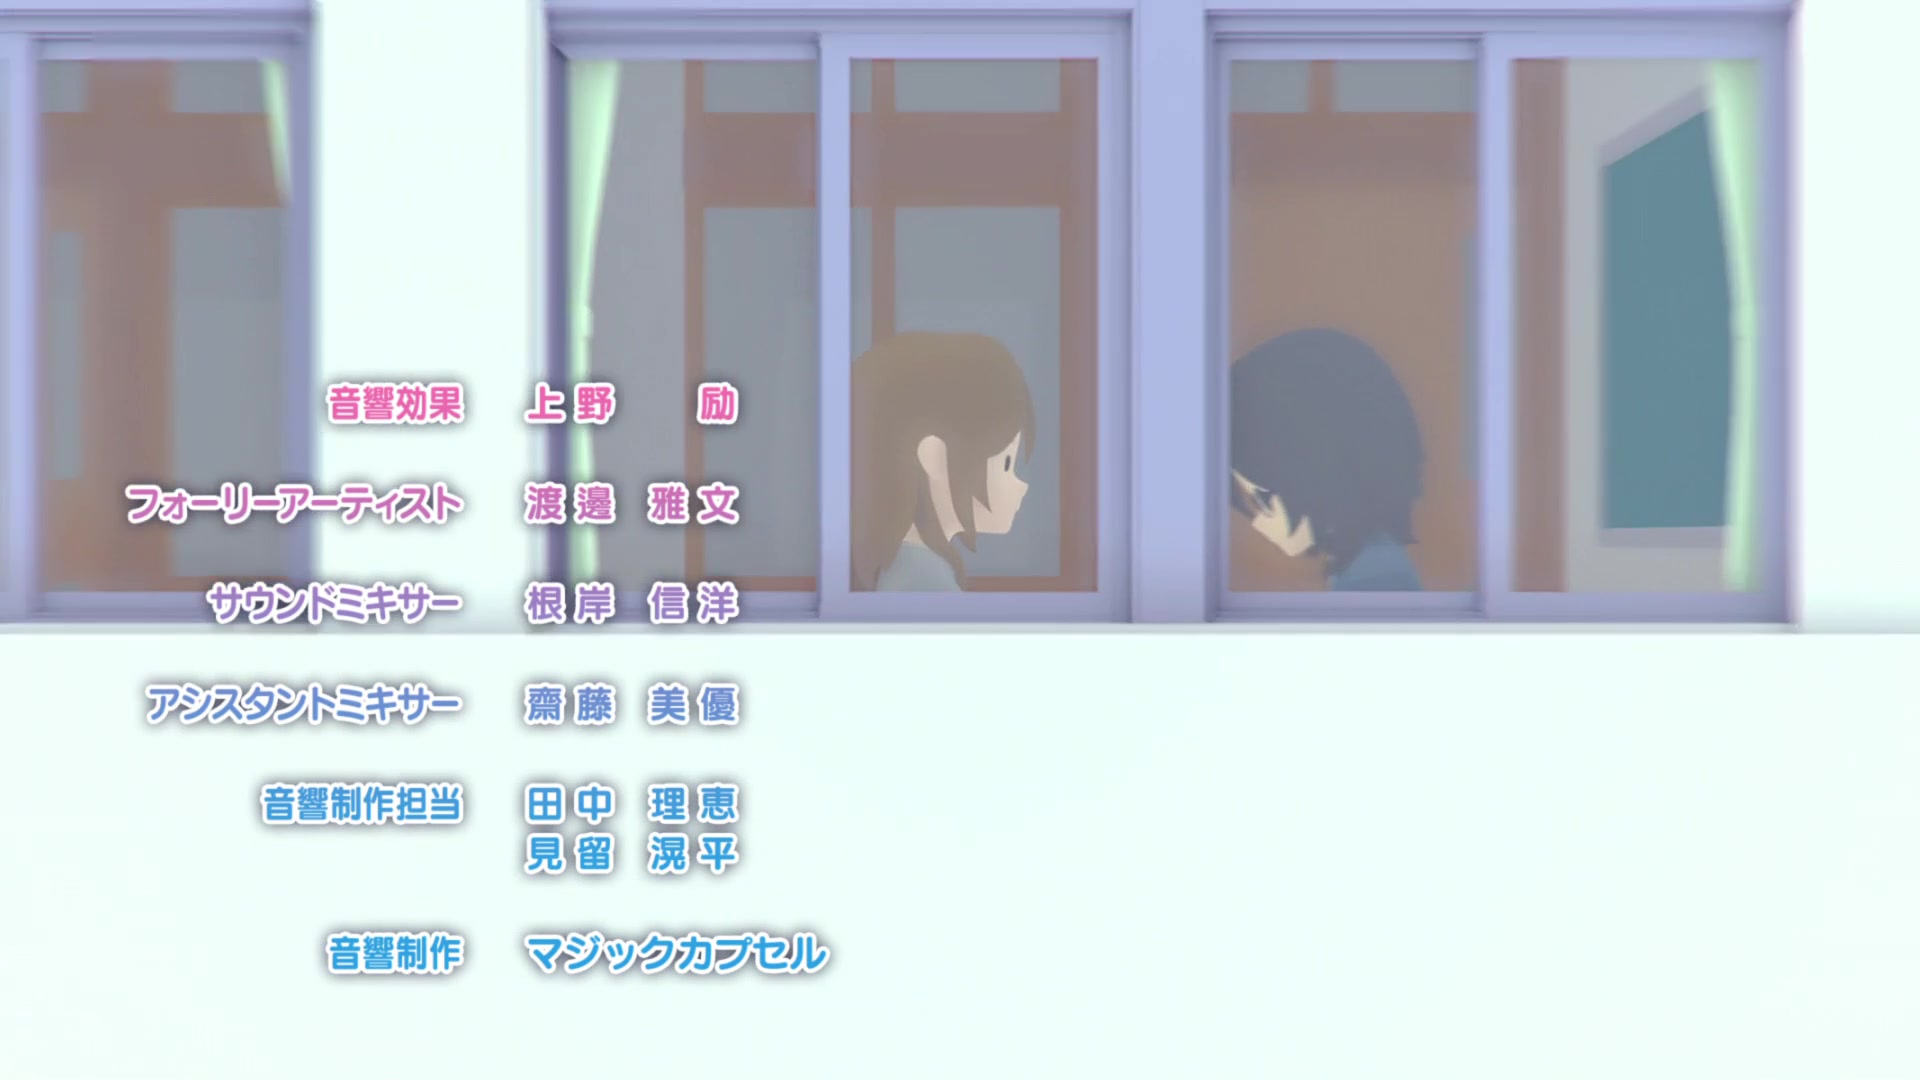 音響効果 上野 励
フォーリーアーティスト 渡邊 雅文
サウンドミキサー 根岸 信洋
アシスタントミキサー 齋藤 美優
音響制作担当 田中 理恵
見留 滉平
音響制作 マジックカプセル